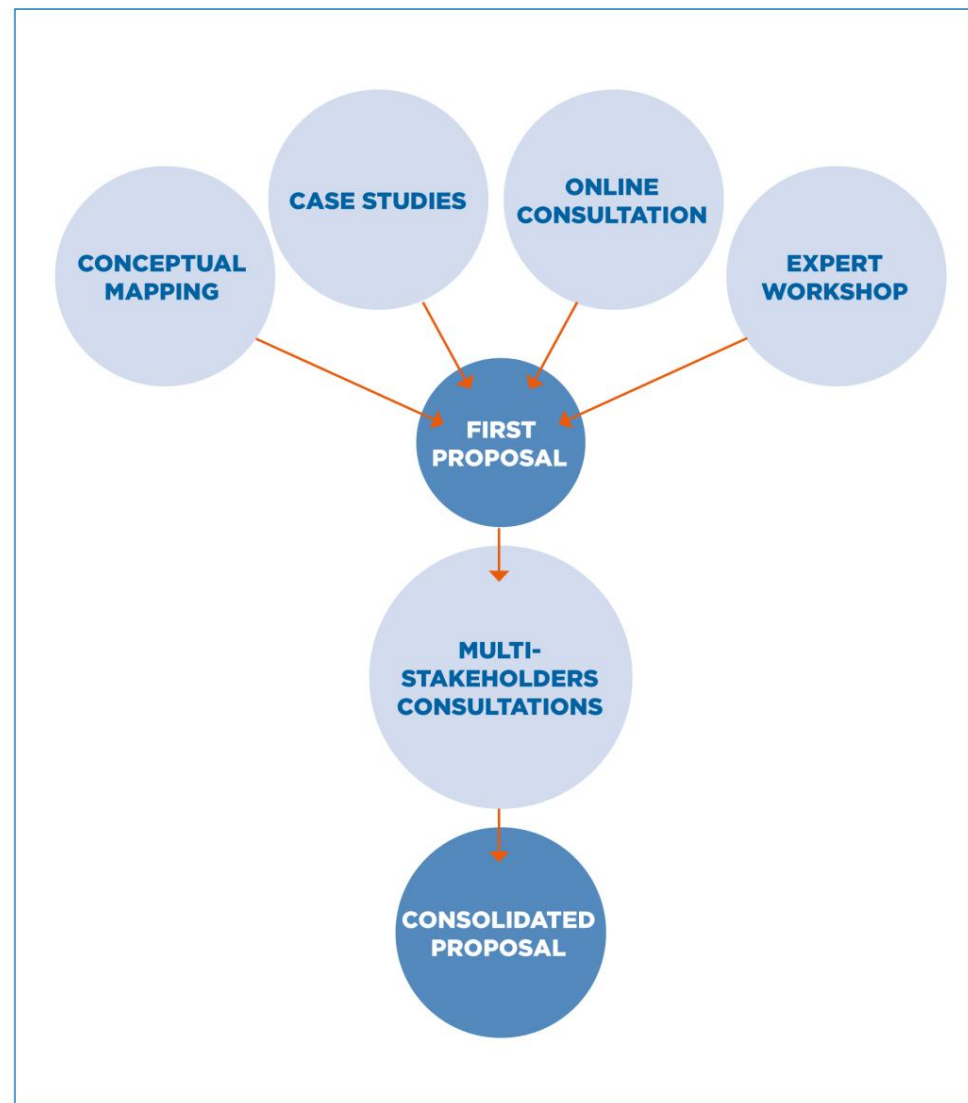 CASE STUDIES
ONLINE
CONSULTATION
CONCEPTUAL
MAPPING
EXPERT
WORKSHOP
FIRST
PROPOSAL
MULTI-
STAKEHOLDERS
CONSULTATIONS
CONSOLIDATED
PROPOSAL